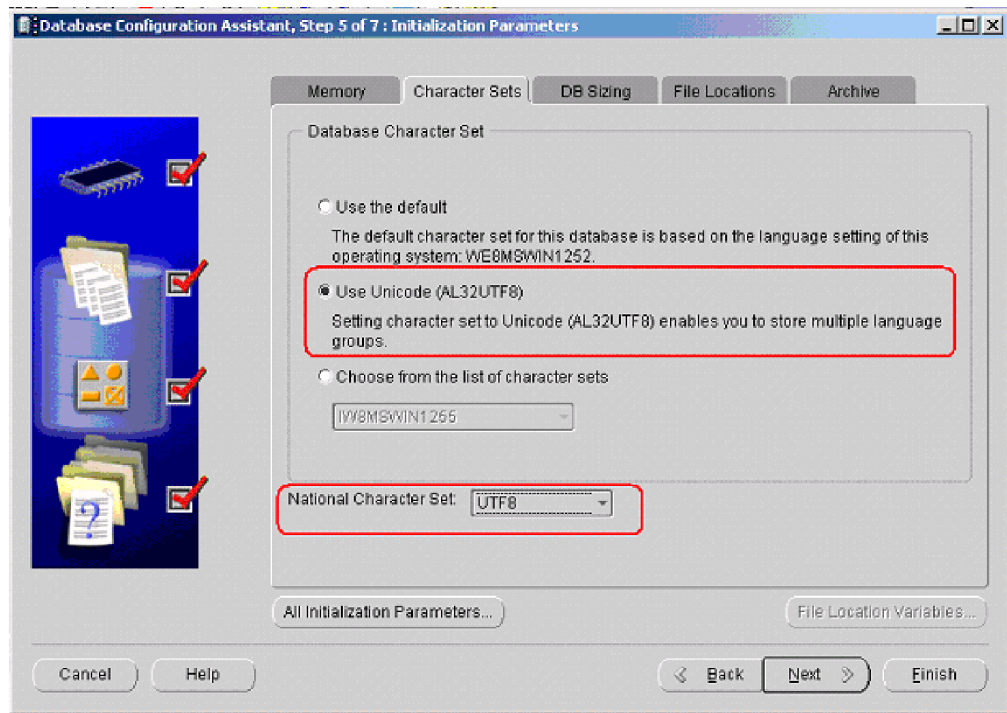 Database Configuration Assistant, Step 5 of 7 : Initialization Parameters
Memory
Character Sets
DB Sizing
File Locations
Archive
Database Character Set
Use the default
The default character set for this database is based on the language setting of this
operating system: WE8MSWIN1252.
Use Unicode (AL32UTF8)
Setting character set to Unicode (AL32UTF8) enables you to store multiple language
groups.
Choose from the list of character sets
IW8MSWIN1255
National Character Set:
UTF8
All Initialization Parameters...
File Location Variables...
Cancel
Help
Back
Next
Finish